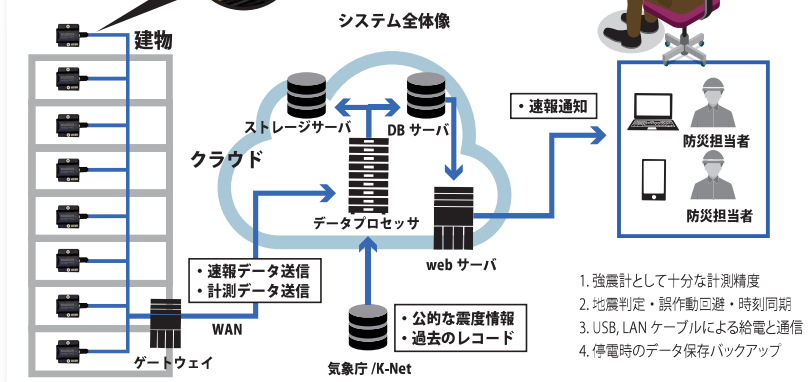 システム全体像
建物
ストレージサーバ
DB サーバ
クラウド
データプロセッサ
web サーバ
・速報通知
防災担当者
防災担当者
・速報データ送信
・計測データ送信
WAN
ゲートウェイ
・公的な震度情報
・過去のレコード
気象庁 /K-Net
1. 強震計として十分な計測精度
2. 地震判定・誤作動回避・時刻同期
3. USB, LAN ケーブルによる給電と通信
4. 停電時のデータ保存バックアップ